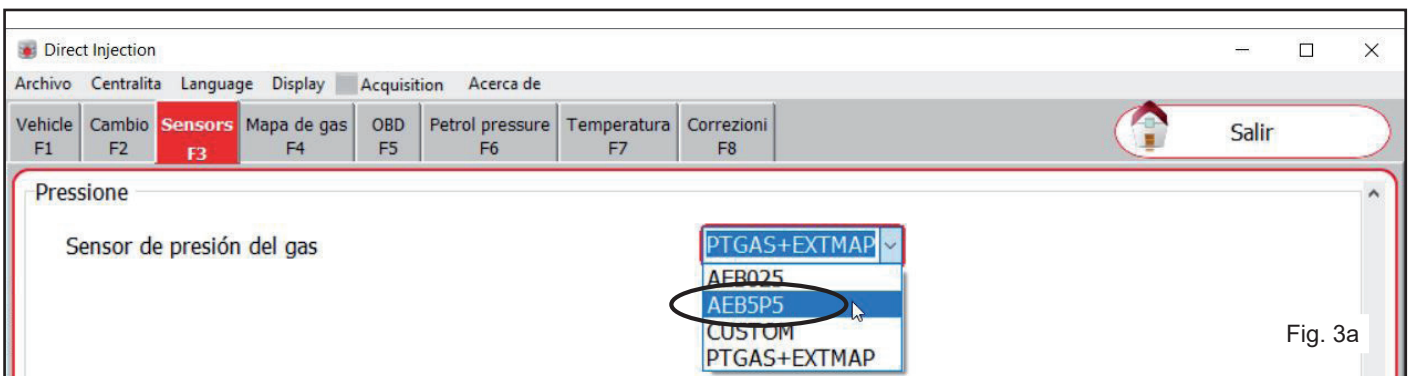 Direct Injection
Archivo Centralita Language Display Acquisition Acerca de
Vehicle Cambio Sensors Mapa de gas OBD Petrol pressure Temperatura Correzioni
F1 F2 F3 F4 F5 F6 F7 F8
Salir
Pressione
Sensor de presión del gas PTGAS+EXTMAP
AEB025
AEB5P5
CUSTOM
PTGAS+EXTMAP
Fig. 3a